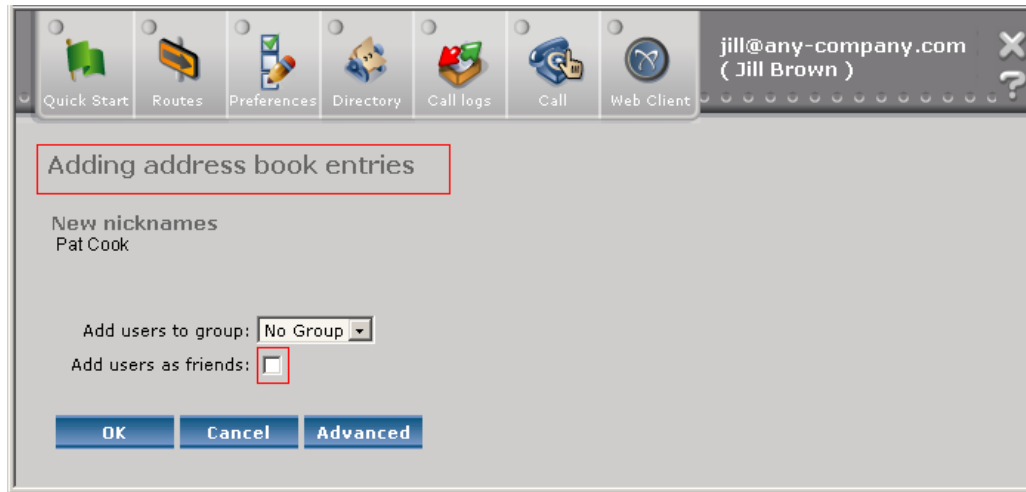 Quick Start Routes Preferences Directory Call logs Call Web Client
jill@any-company.com
( Jill Brown )
Adding address book entries
New nicknames
Pat Cook
Add users to group: No Group
Add users as friends:
OK Cancel Advanced